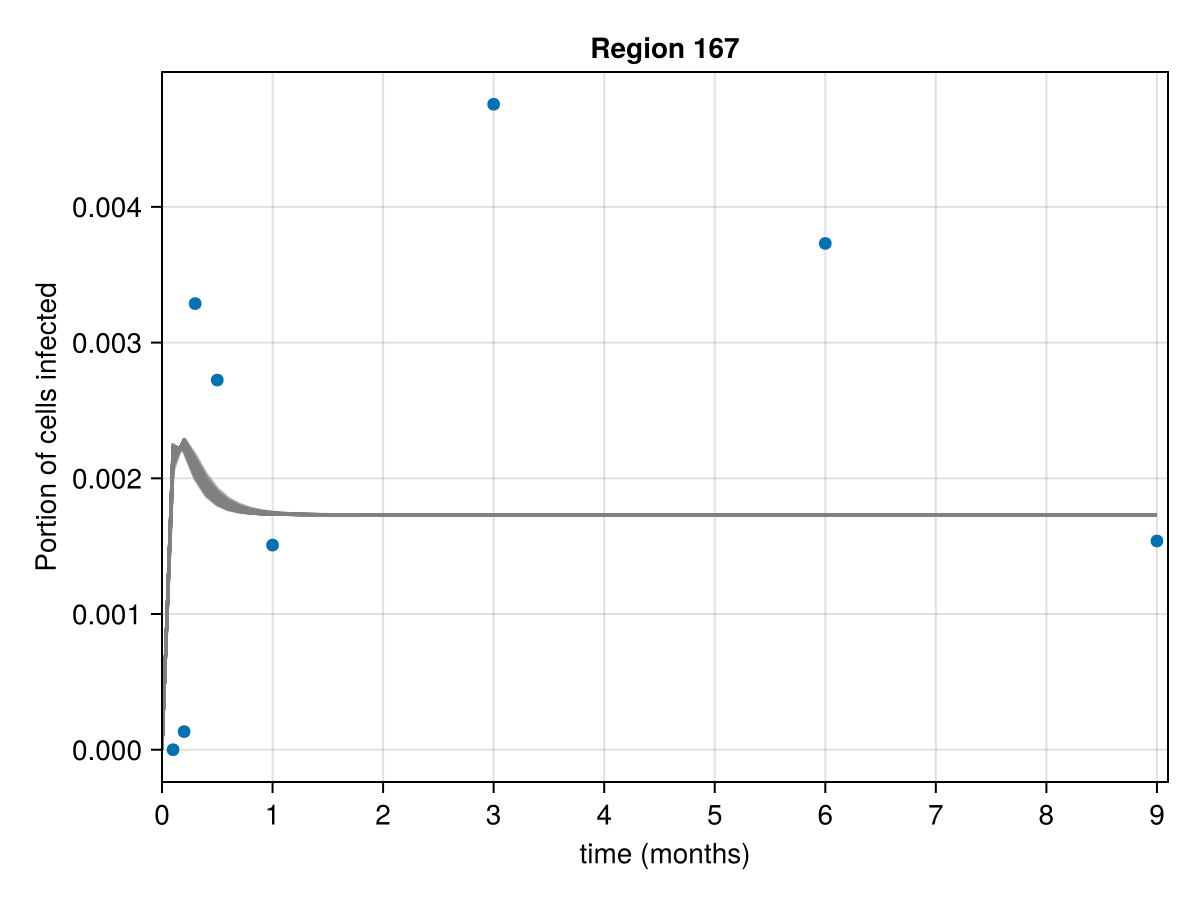 Region 167
Portion of cells infected
0.004
0.003
0.002
0.001
0.000
0 1 2 3 4 5 6 7 8 9
time (months)